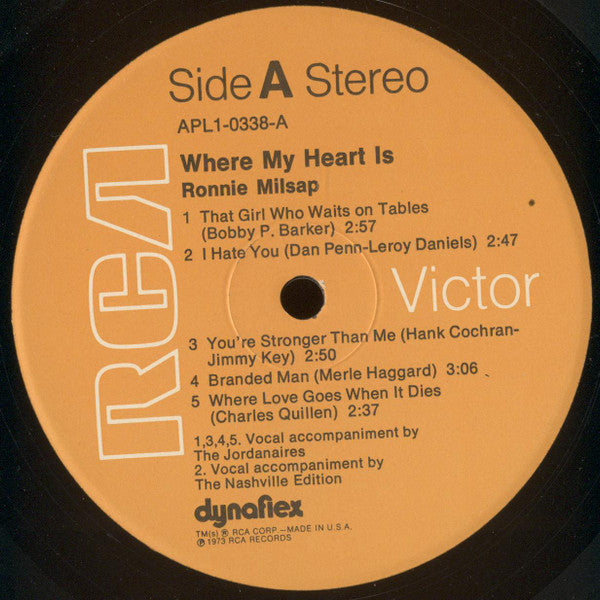 Side A Stereo
APL1-0338-A
Where My Heart Is
Ronnie Milsap
1 That Girl Who Waits on Tables
(Bobby P. Barker) 2:57
2 I Hate You (Dan Penn-Leroy Daniels) 2:47
RCA
Victor
3 You're Stronger Than Me (Hank Cochran-
Jimmy Key) 2:50
4 Branded Man (Merle Haggard) 3:06
5 Where Love Goes When It Dies
(Charles Quillen) 2:37
1,3,4,5. Vocal accompaniment by
The Jordanaires
2. Vocal accompaniment by
The Nashville Edition
dynaflex
TM(s) ® RCA CORP.—MADE IN U.S.A.
℗ 1973 RCA RECORDS